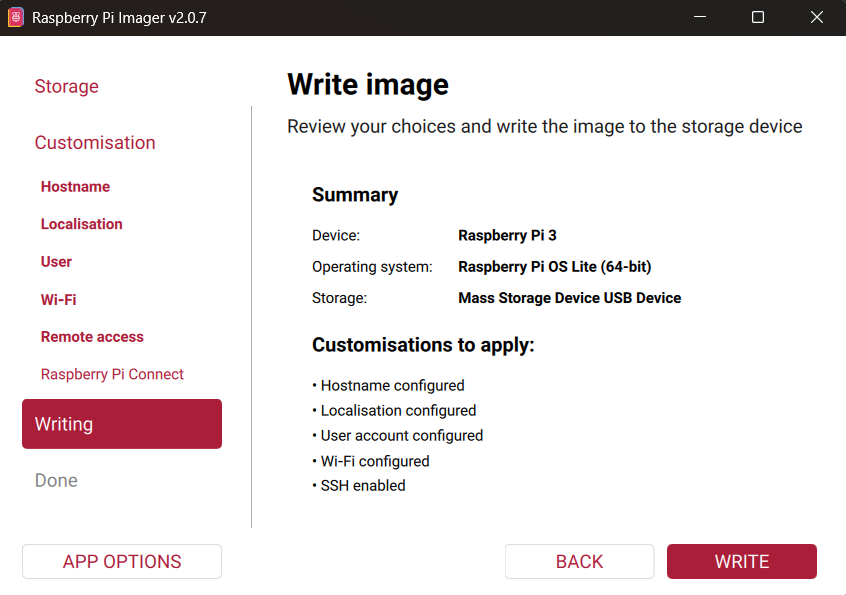 Raspberry Pi Imager v2.0.7
Storage
Customisation
Hostname
Localisation
User
Wi-Fi
Remote access
Raspberry Pi Connect
Writing
Done
APP OPTIONS
Write image
Review your choices and write the image to the storage device
Summary
Device: Raspberry Pi 3
Operating system: Raspberry Pi OS Lite (64-bit)
Storage: Mass Storage Device USB Device
Customisations to apply:
• Hostname configured
• Localisation configured
• User account configured
• Wi-Fi configured
• SSH enabled
BACK
WRITE